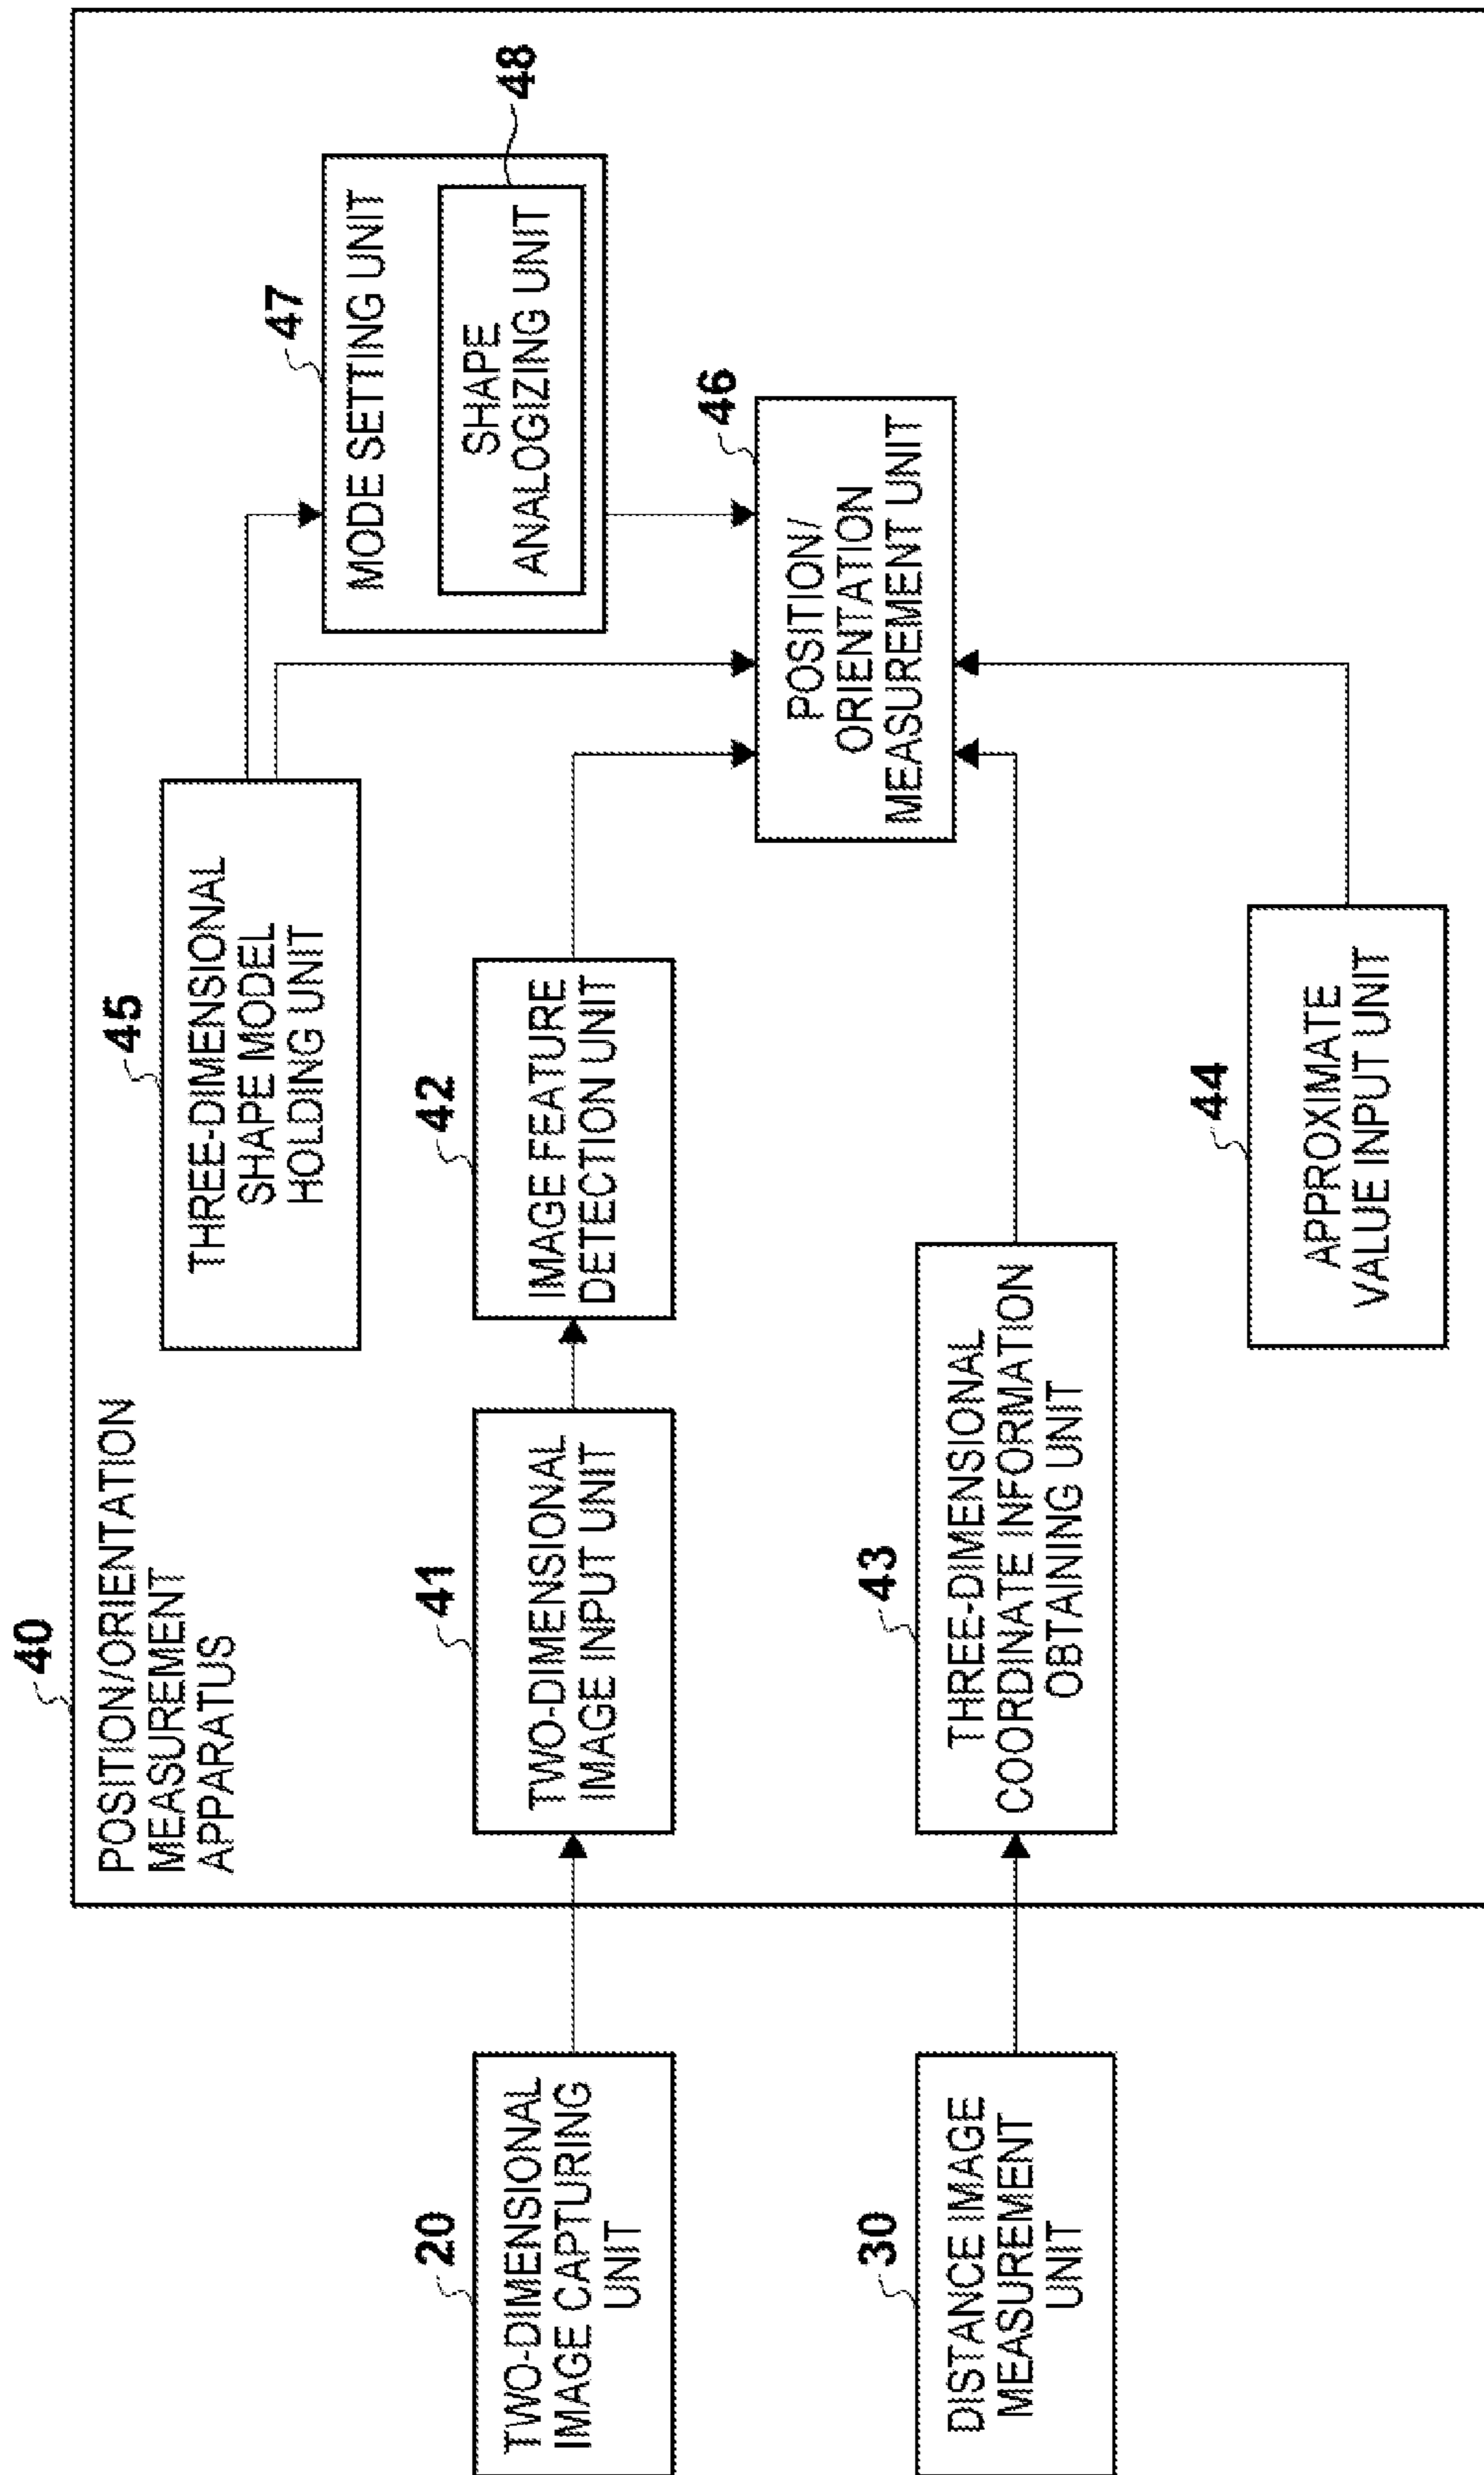 40
POSITION/ORIENTATION
MEASUREMENT
APPARATUS
45
THREE-DIMENSIONAL
SHAPE MODEL
HOLDING UNIT
47
MODE SETTING UNIT
48
SHAPE
ANALOGIZING UNIT
20
TWO-DIMENSIONAL
IMAGE CAPTURING
UNIT
41
TWO-DIMENSIONAL
IMAGE INPUT UNIT
42
IMAGE FEATURE
DETECTION UNIT
46
POSITION/
ORIENTATION
MEASUREMENT UNIT
30
DISTANCE IMAGE
MEASUREMENT
UNIT
43
THREE-DIMENSIONAL
COORDINATE INFORMATION
OBTAINING UNIT
44
APPROXIMATE
VALUE INPUT UNIT